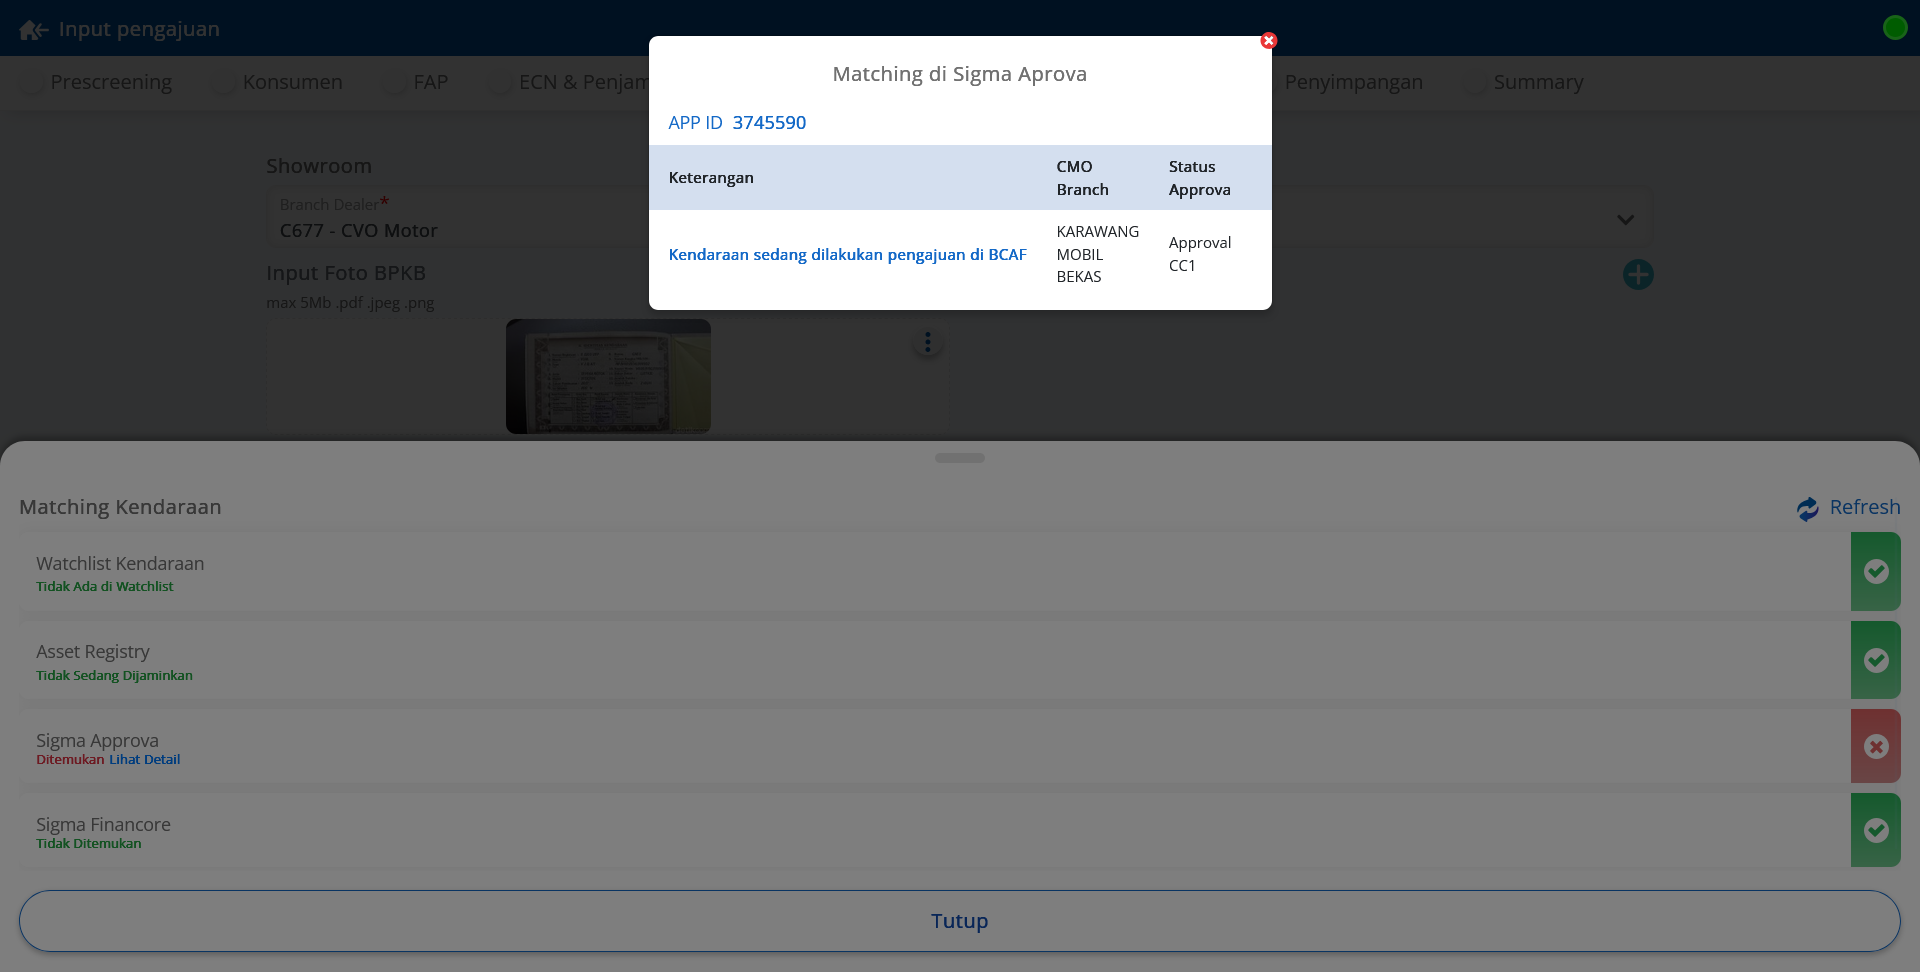 Input pengajuan
Prescreening
Konsumen
FAP
ECN & Penjam
Penyimpangan
Summary
Matching di Sigma Aprova
APP ID 3745590
Keterangan
CMO
Branch
Status
Approva
Kendaraan sedang dilakukan pengajuan di BCAF
KARAWANG
MOBIL
BEKAS
Approval
CC1
Showroom
Branch Dealer*
C677 - CVO Motor
Input Foto BPKB
max 5Mb .pdf .jpeg .png
Matching Kendaraan
Refresh
Watchlist Kendaraan
Tidak Ada di Watchlist
Asset Registry
Tidak Sedang Dijaminkan
Sigma Approva
Ditemukan Lihat Detail
Sigma Financore
Tidak Ditemukan
Tutup